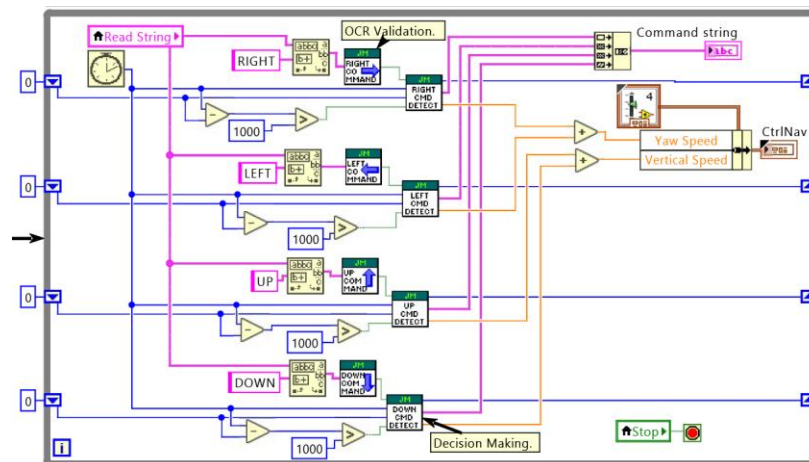 OCR Validation.
Command string
Read String
abc
JM
RIGHT
RIGHT
CO
MMAND
JM
RIGHT
CMD
DETECT
0
0
1000
4
CtrlNav
Yaw Speed
Vertical Speed
JM
LEFT
LEFT
CO
MMAND
JM
LEFT
CMD
DETECT
0
1000
JM
UP
UP
COM
MAND
JM
UP
CMD
DETECT
0
1000
JM
DOWN
DOWN
COM
MAND
JM
DOWN
CMD
DETECT
1000
Decision Making.
Stop
i